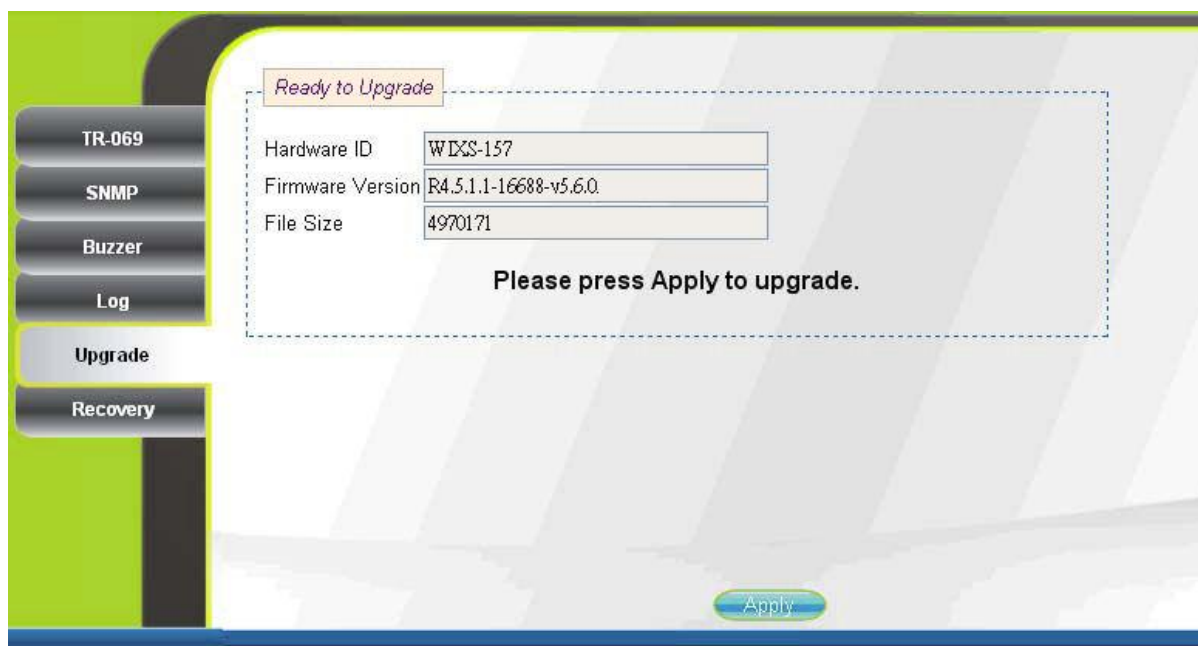 Ready to Upgrade
TR-069
Hardware ID WIXS-157
SNMP
Firmware Version R4.5.1.1-16688-v5.6.0.
File Size 4970171
Buzzer
Please press Apply to upgrade.
Log
Upgrade
Recovery
Apply